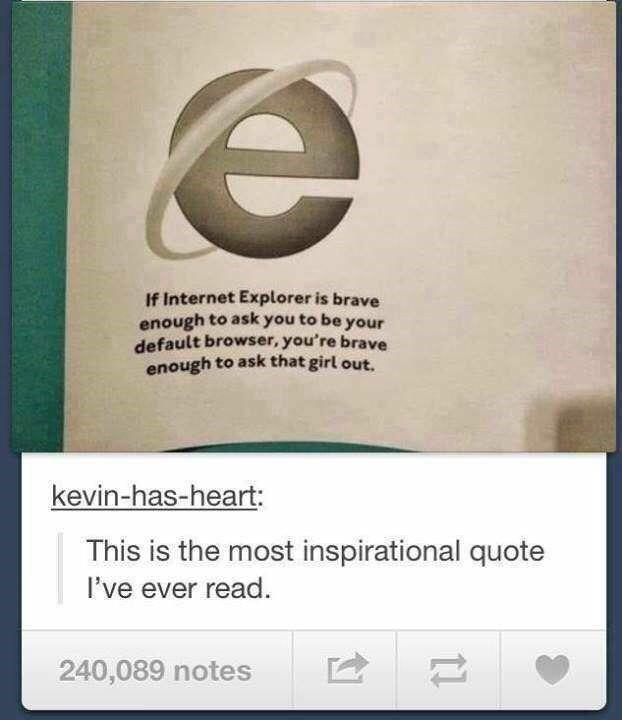 If Internet Explorer is brave
enough to ask you to be your
default browser, you're brave
enough to ask that girl out.
kevin-has-heart:
This is the most inspirational quote
I've ever read.
240,089 notes